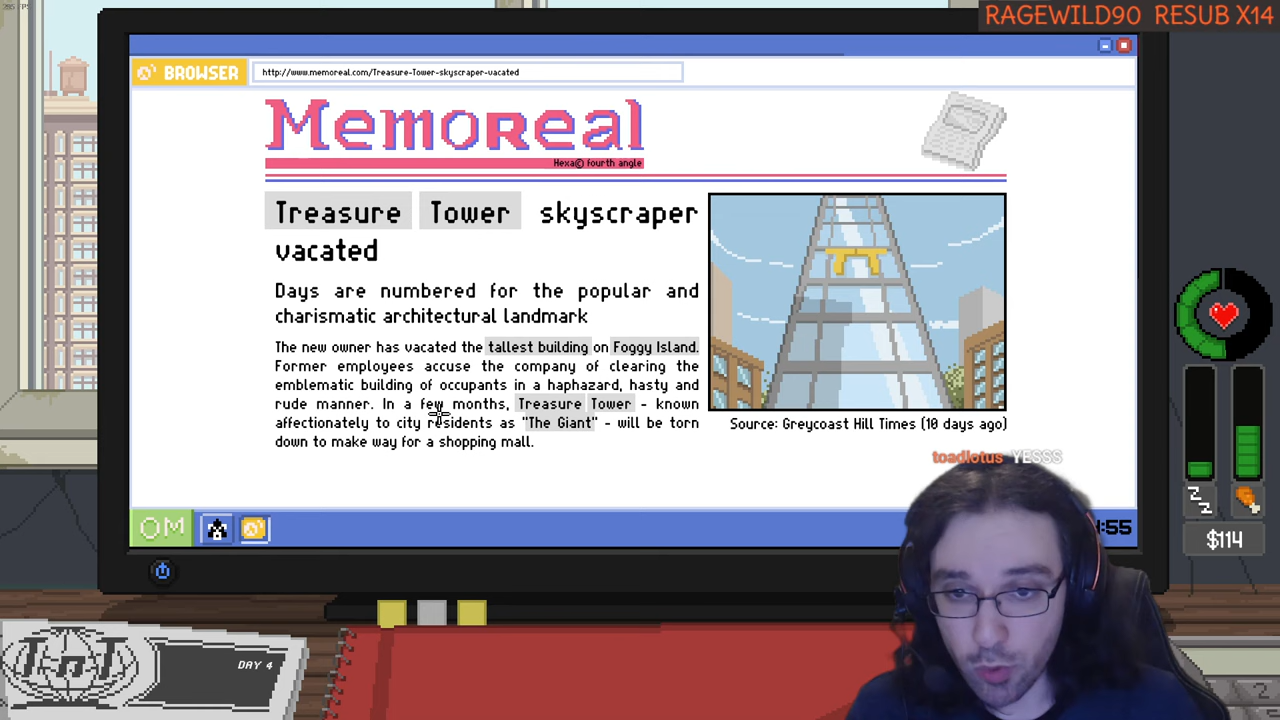 RAGEWILD90 RESUB X14
BROWSER
http://www.memoreal.com/Treasure-Tower-skyscraper-vacated
Memoreal
Hexa© fourth angle
Treasure Tower skyscraper
vacated
Days are numbered for the popular and
charismatic architectural landmark
The new owner has vacated the tallest building on Foggy Island.
Former employees accuse the company of clearing the
emblematic building of occupants in a haphazard, hasty and
rude manner. In a few months, Treasure Tower - known
affectionately to city residents as "The Giant" - will be torn
down to make way for a shopping mall.
Source: Greycoast Hill Times (10 days ago)
toadlotus YESSS
OM
:55
$114
TnT
DAY 4